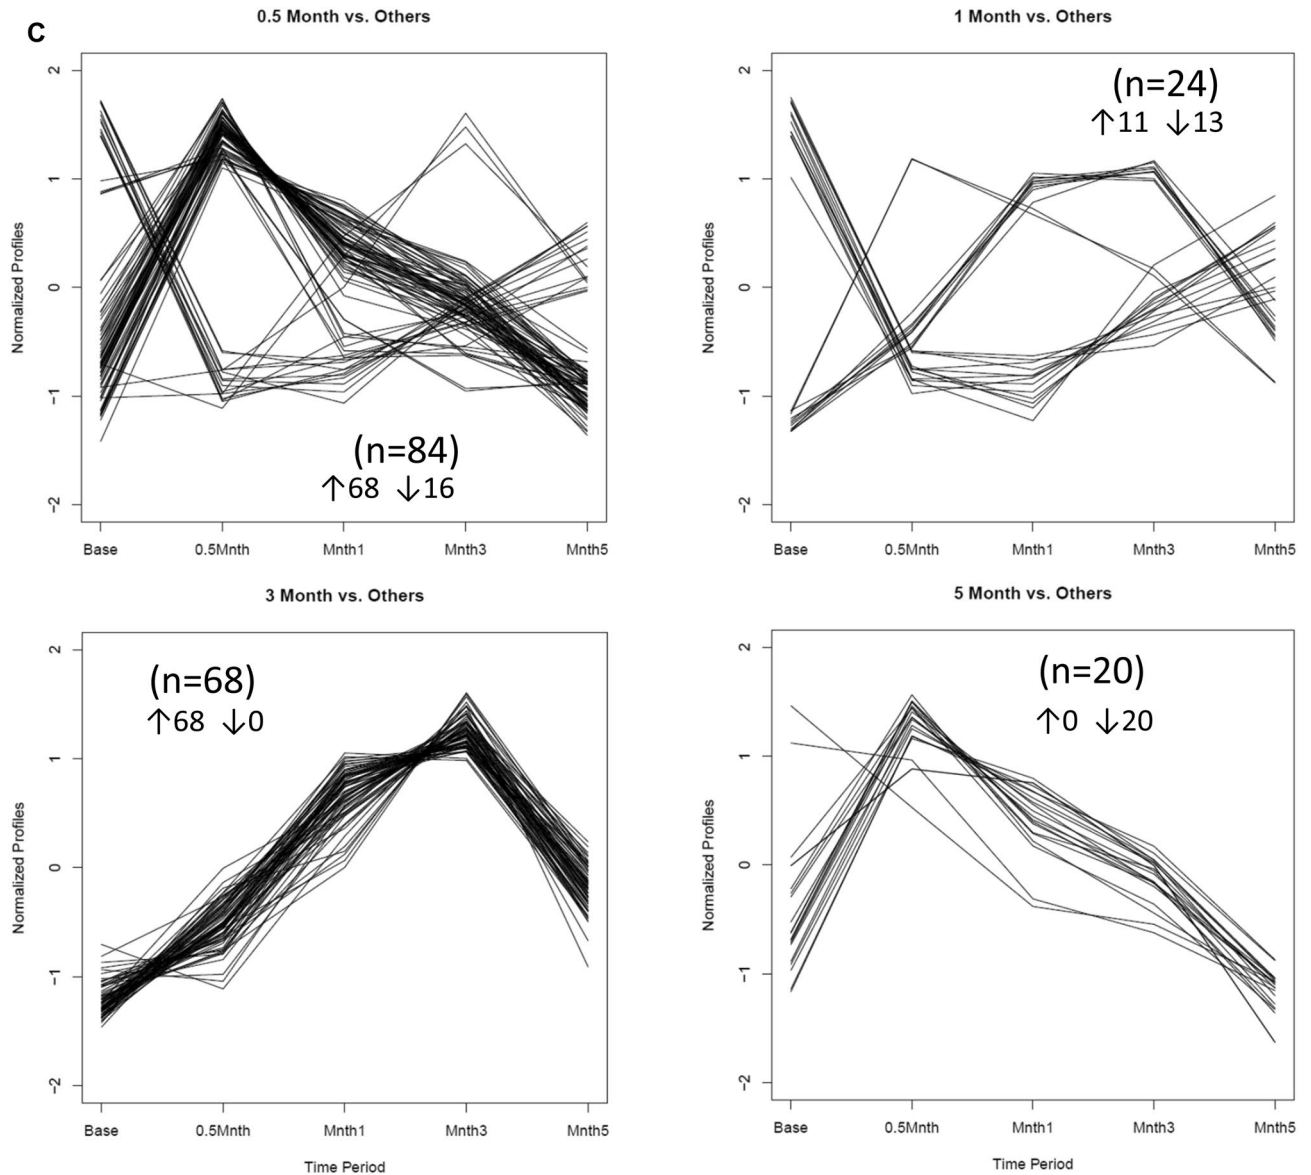 C
0.5 Month vs. Others
2
1
0
-1
-2
Normalized Profiles
(n=84)
↑68 ↓16
Base 0.5Mnth Mnth1 Mnth3 Mnth5
1 Month vs. Others
2
1
0
-1
-2
Normalized Profiles
(n=24)
↑11 ↓13
Base 0.5Mnth Mnth1 Mnth3 Mnth5
3 Month vs. Others
2
1
0
-1
-2
Normalized Profiles
(n=68)
↑68 ↓0
Base 0.5Mnth Mnth1 Mnth3 Mnth5
Time Period
5 Month vs. Others
2
1
0
-1
-2
Normalized Profiles
(n=20)
↑0 ↓20
Base 0.5Mnth Mnth1 Mnth3 Mnth5
Time Period